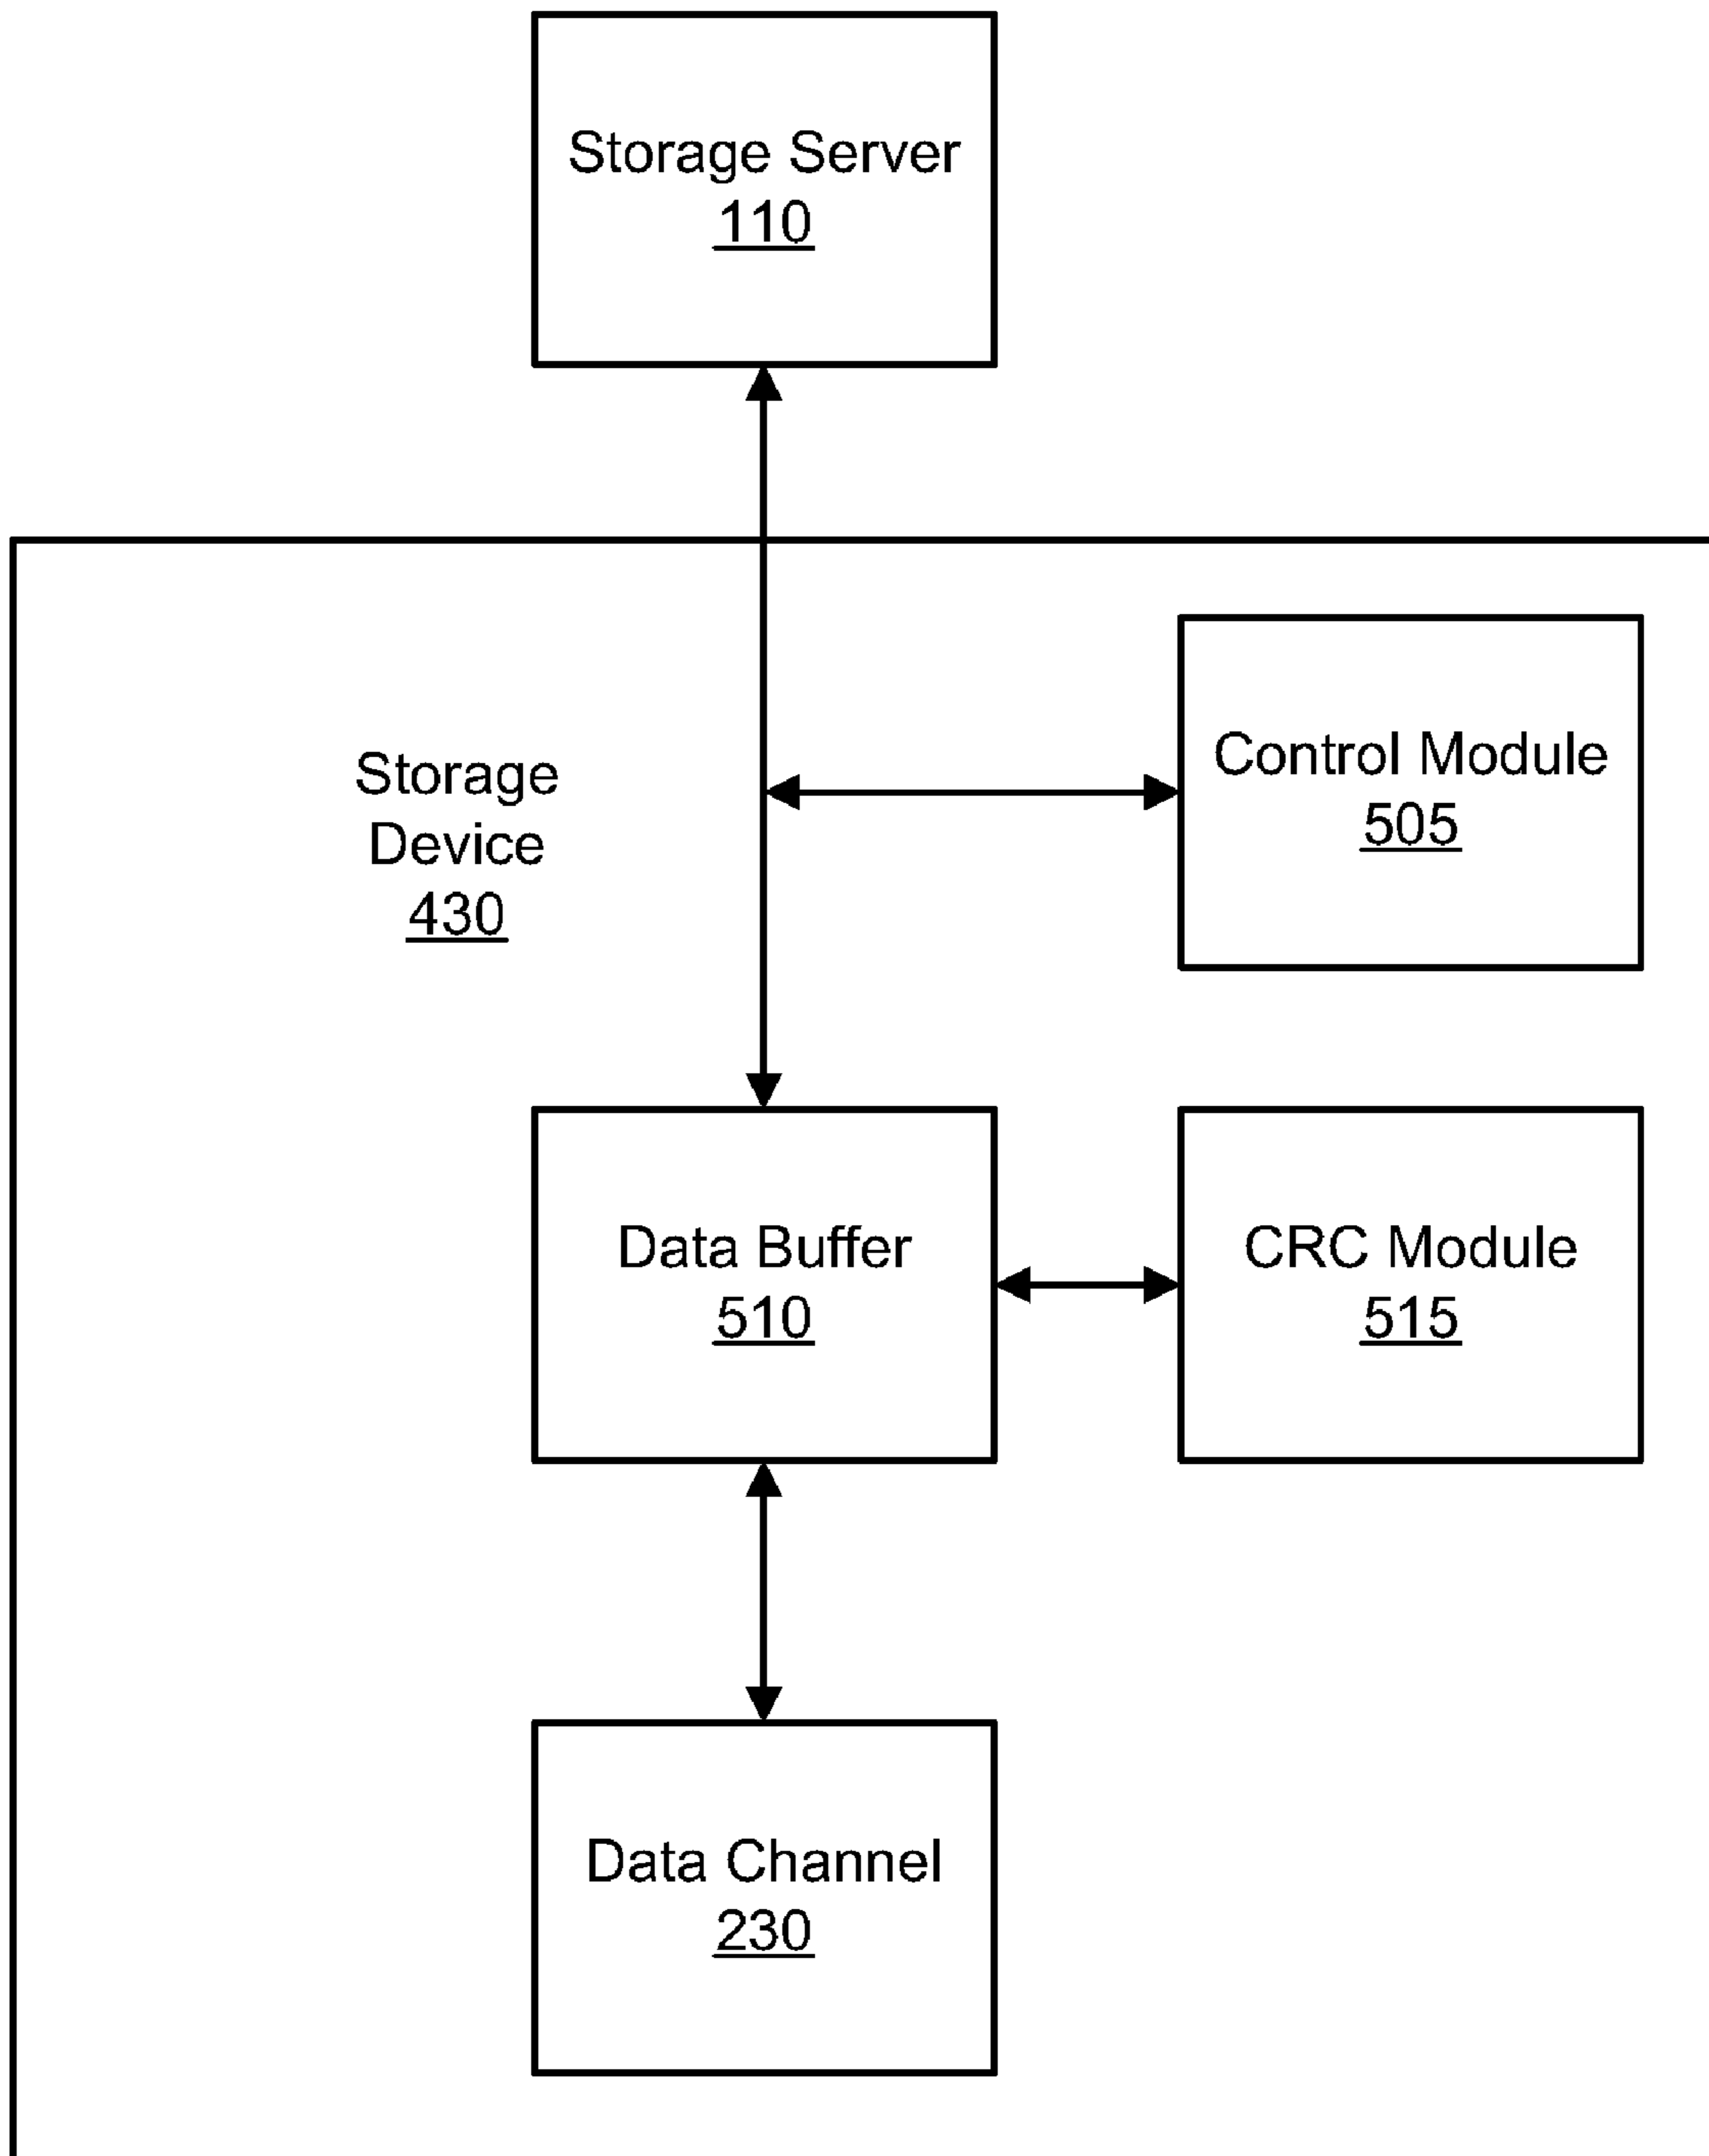 Storage Server
110
Storage
Device
430
Control Module
505
Data Buffer
510
CRC Module
515
Data Channel
230